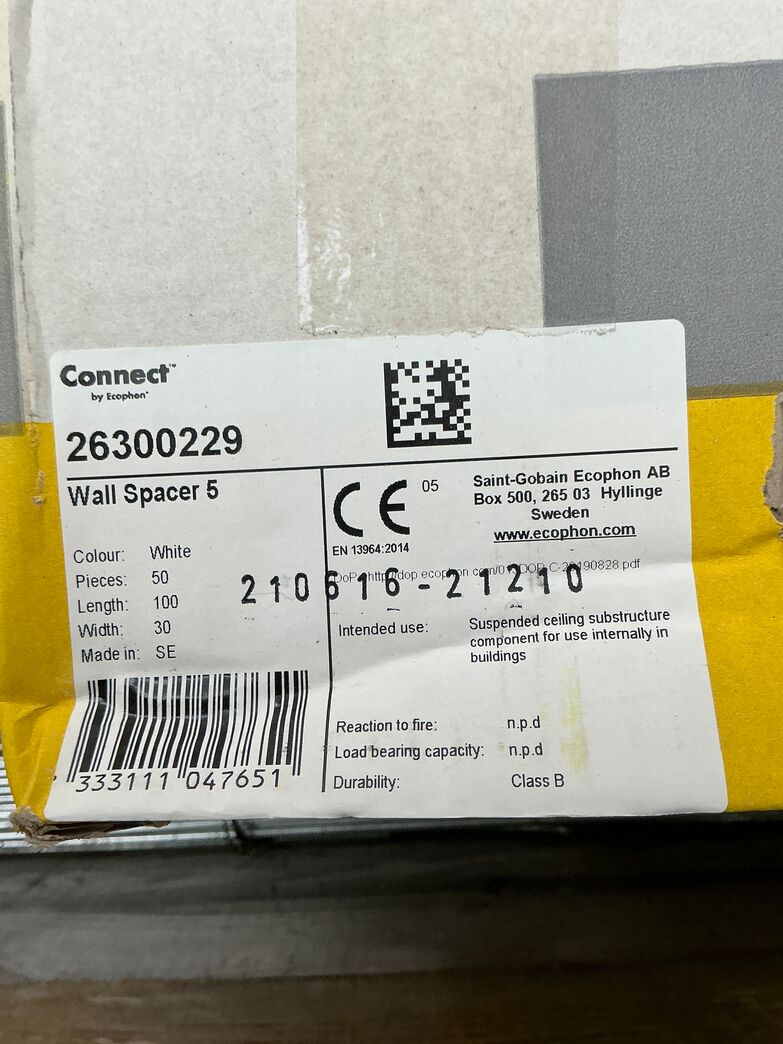 Connect™
by Ecophon®
26300229
Wall Spacer 5
Colour: White
Pieces: 50
Length: 100
Width: 30
Made in: SE
333111 047651
CE 05
EN 13964:2014
Saint-Gobain Ecophon AB
Box 500, 265 03 Hyllinge
Sweden
www.ecophon.com
210616-21210
Intended use: Suspended ceiling substructure
component for use internally in
buildings
Reaction to fire: n.p.d
Load bearing capacity: n.p.d
Durability: Class B